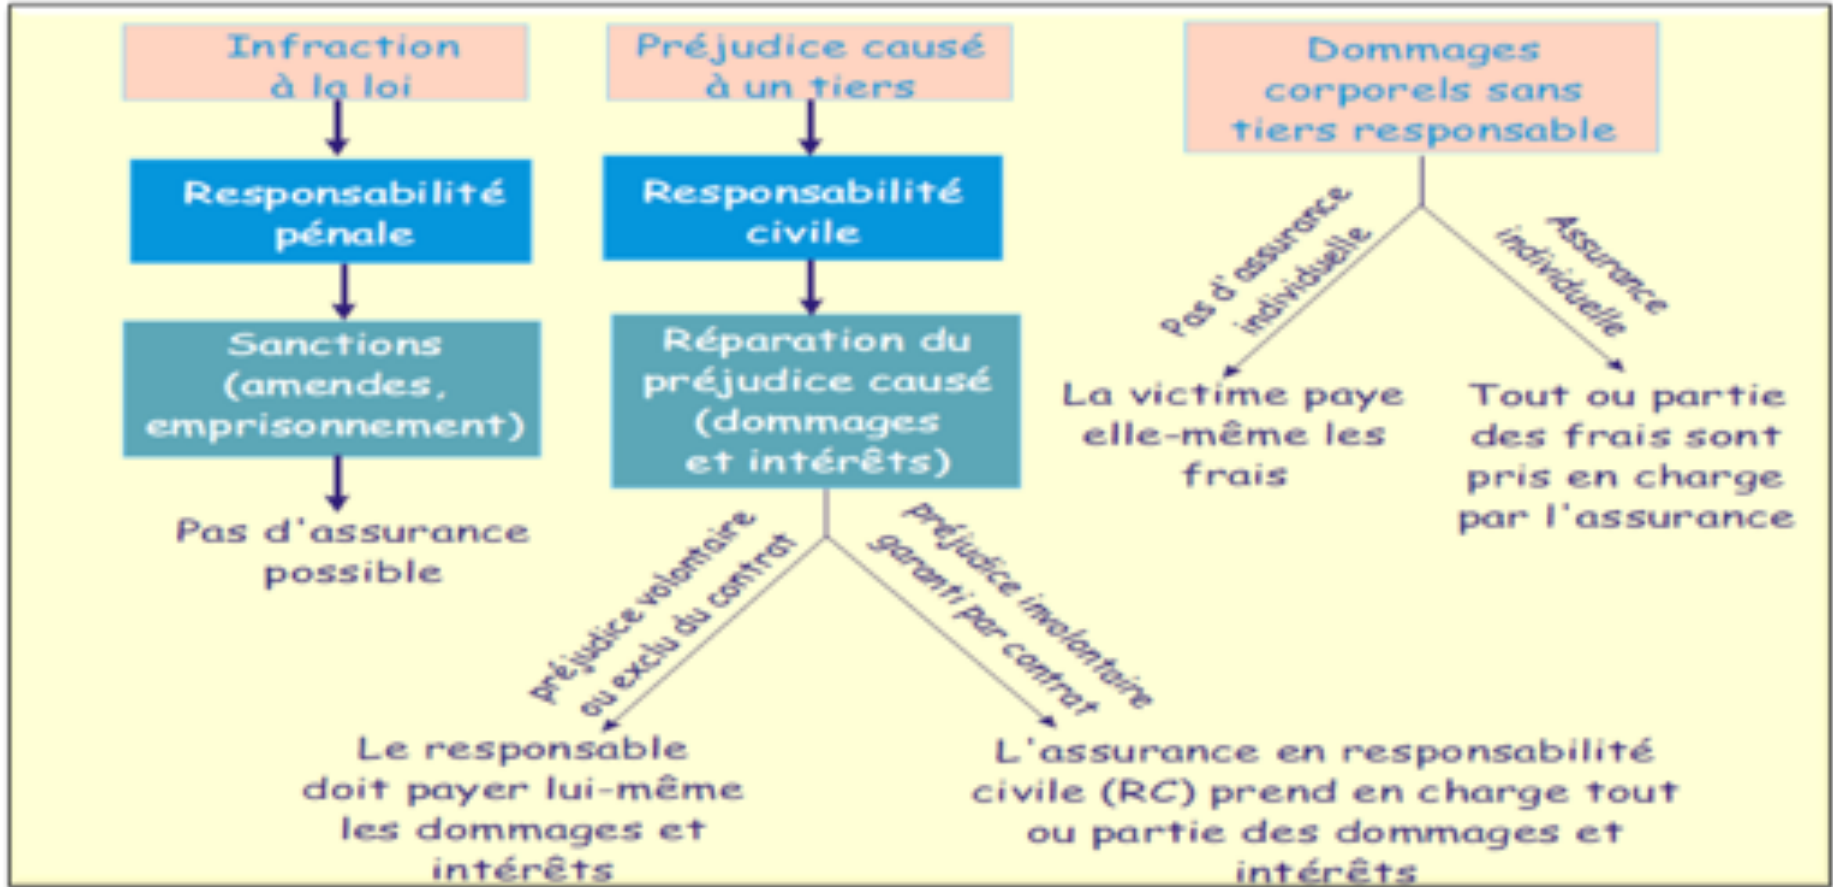 Infraction
à la loi
Responsabilité
pénale
Sanctions
(amendes,
emprisonnement)
Pas d'assurance
possible
Préjudice causé
à un tiers
Responsabilité
civile
Réparation du
préjudice causé
(dommages
et intérêts)
préjudice volontaire
ou exclu du contrat
Le responsable
doit payer lui-même
les dommages et
intérêts
préjudice involontaire
garanti par contrat
L'assurance en responsabilité
civile (RC) prend en charge tout
ou partie des dommages et
intérêts
Dommages
corporels sans
tiers responsable
Pas d'assurance
individuelle
La victime paye
elle-même les
frais
Assurance
individuelle
Tout ou partie
des frais sont
pris en charge
par l'assurance